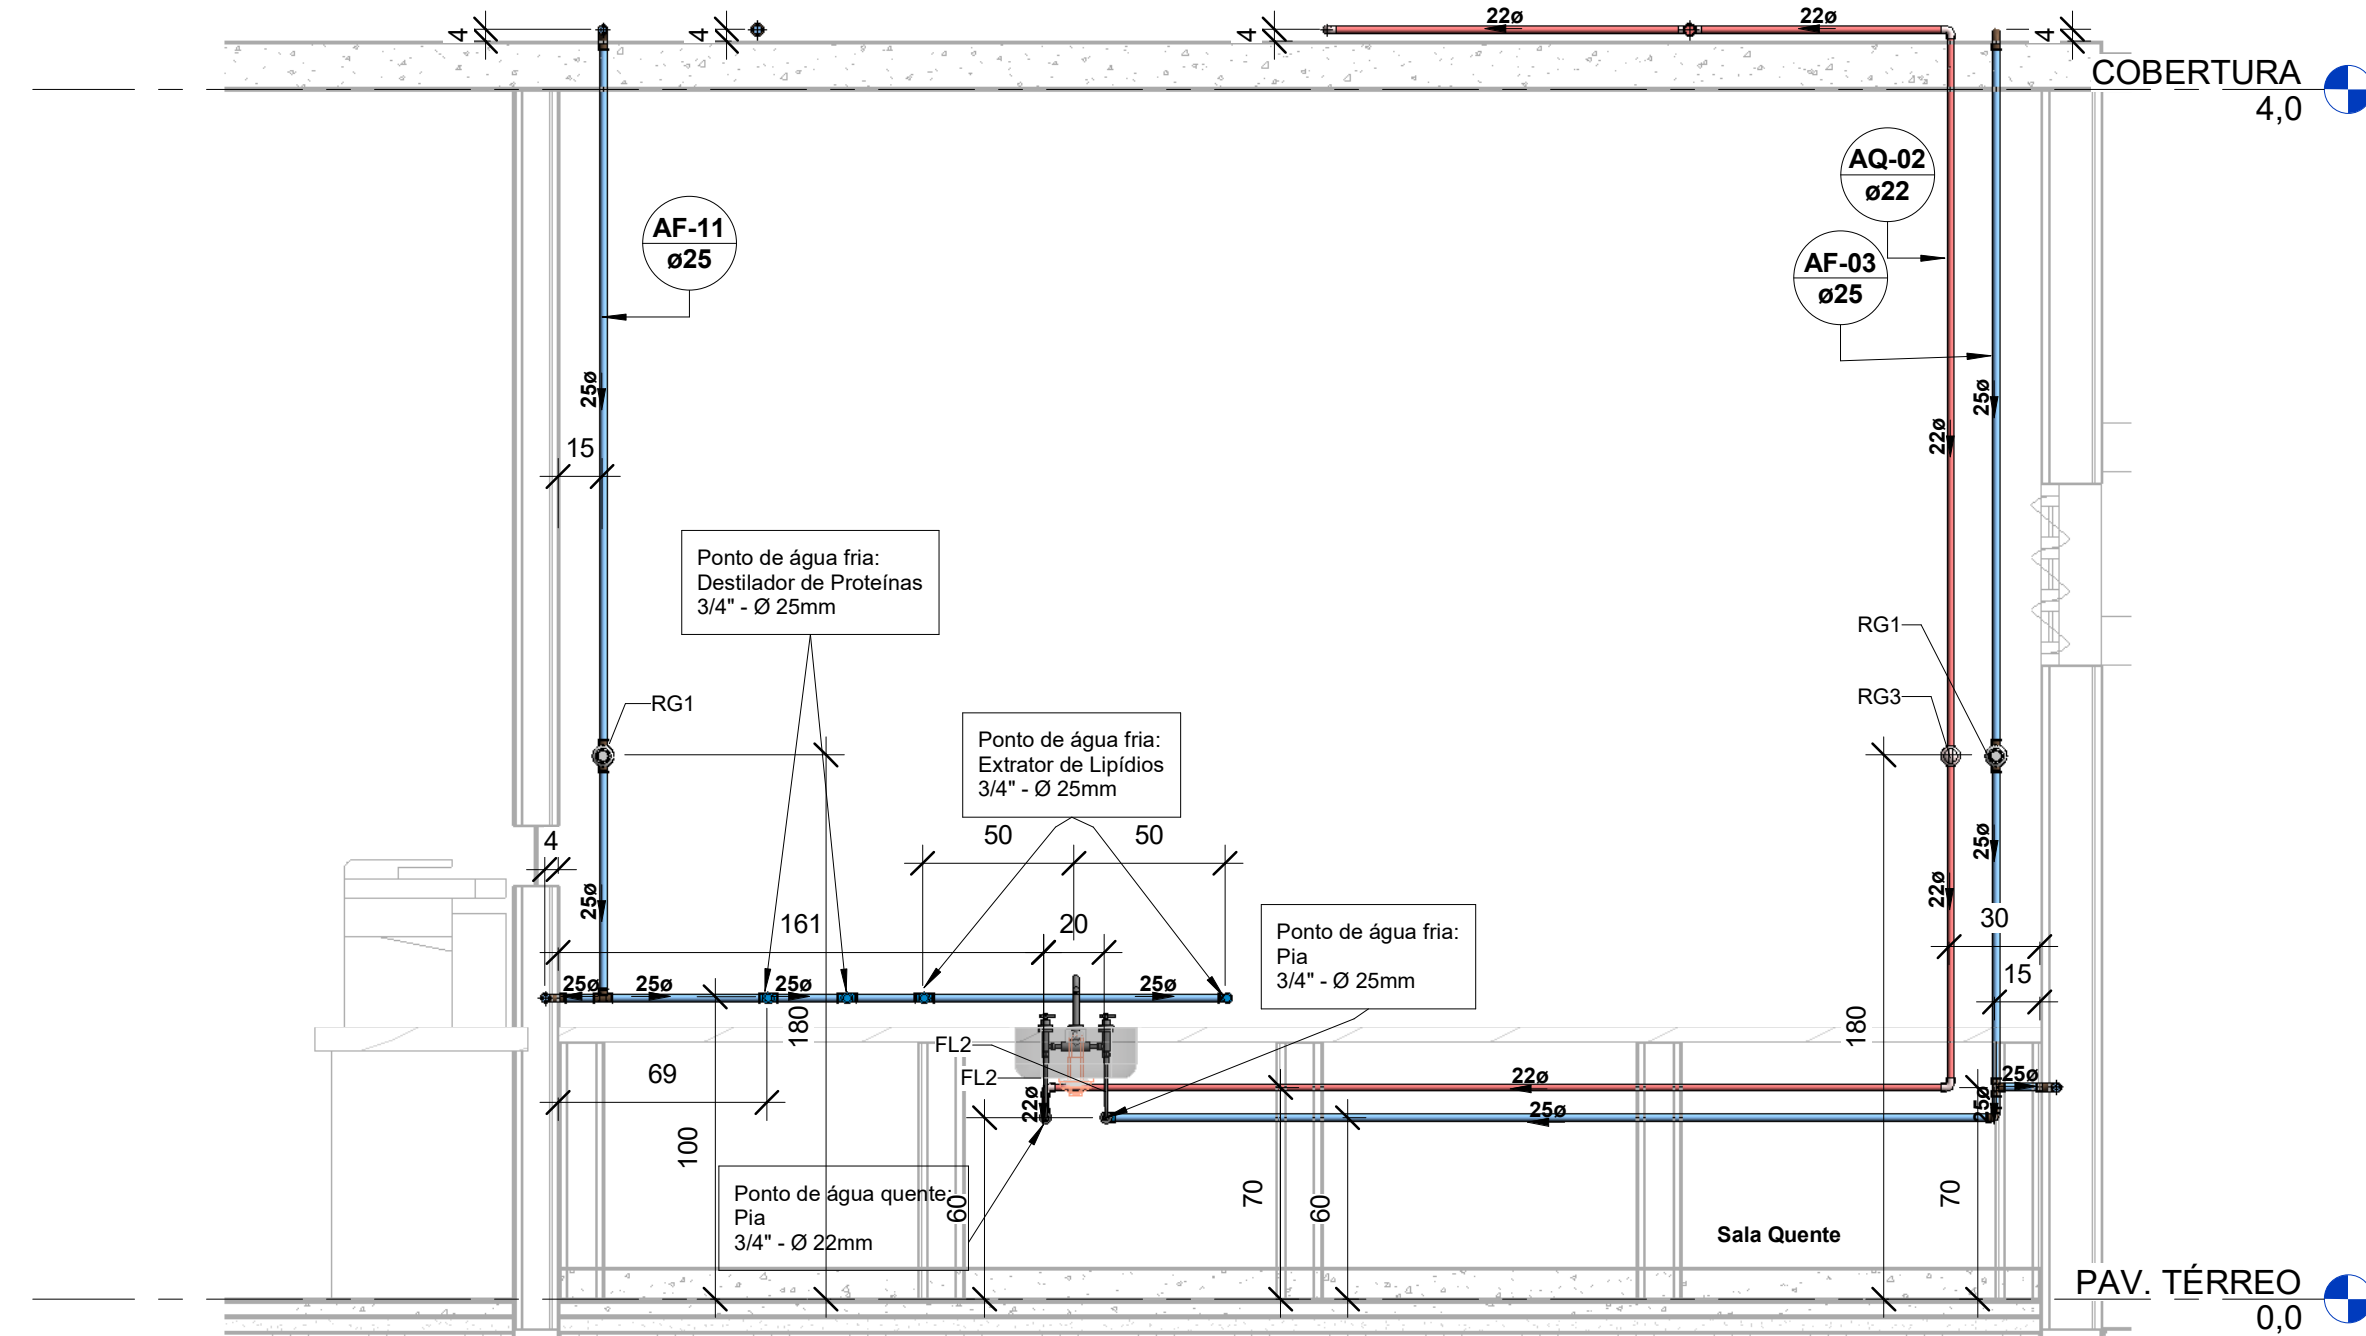 4
4
4
22ø
22ø
4
COBERTURA
4,0
AQ-02
ø22
AF-11
ø25
AF-03
ø25
25ø
25ø
22ø
15
Ponto de água fria:
Destilador de Proteínas
3/4" - Ø 25mm
RG1
RG1
RG3
Ponto de água fria:
Extrator de Lipídios
3/4" - Ø 25mm
4
50
50
25ø
25ø
22ø
161
20
30
Ponto de água fria:
Pia
3/4" - Ø 25mm
15
25ø
25ø
25ø
25ø
180
180
FL2
FL2
69
22ø
25ø
22ø
25ø
25ø
100
Ponto de água quente:
Pia
3/4" - Ø 22mm
60
70
60
70
Sala Quente
PAV. TÉRREO
0,0